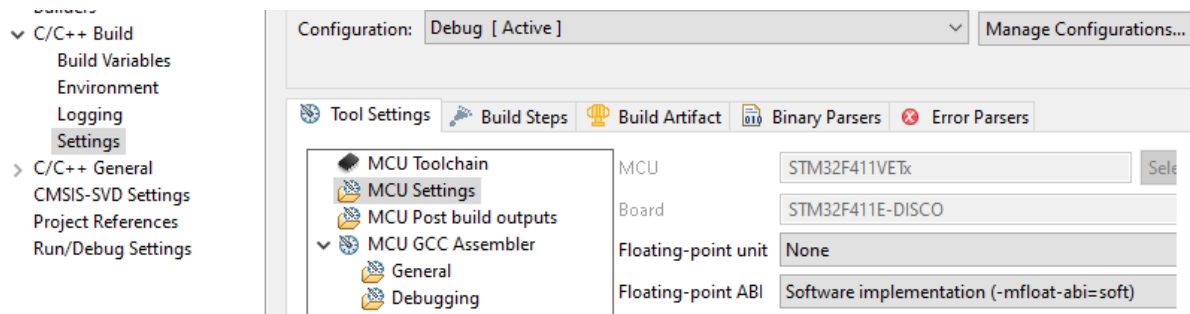 Builders
C/C++ Build
Build Variables
Environment
Logging
Settings
C/C++ General
CMSIS-SVD Settings
Project References
Run/Debug Settings
Configuration: Debug [ Active ] Manage Configurations...
Tool Settings Build Steps Build Artifact Binary Parsers Error Parsers
MCU Toolchain
MCU Settings
MCU Post build outputs
MCU GCC Assembler
General
Debugging
MCU STM32F411VETx Sele
Board STM32F411E-DISCO
Floating-point unit None
Floating-point ABI Software implementation (-mfloat-abi=soft)